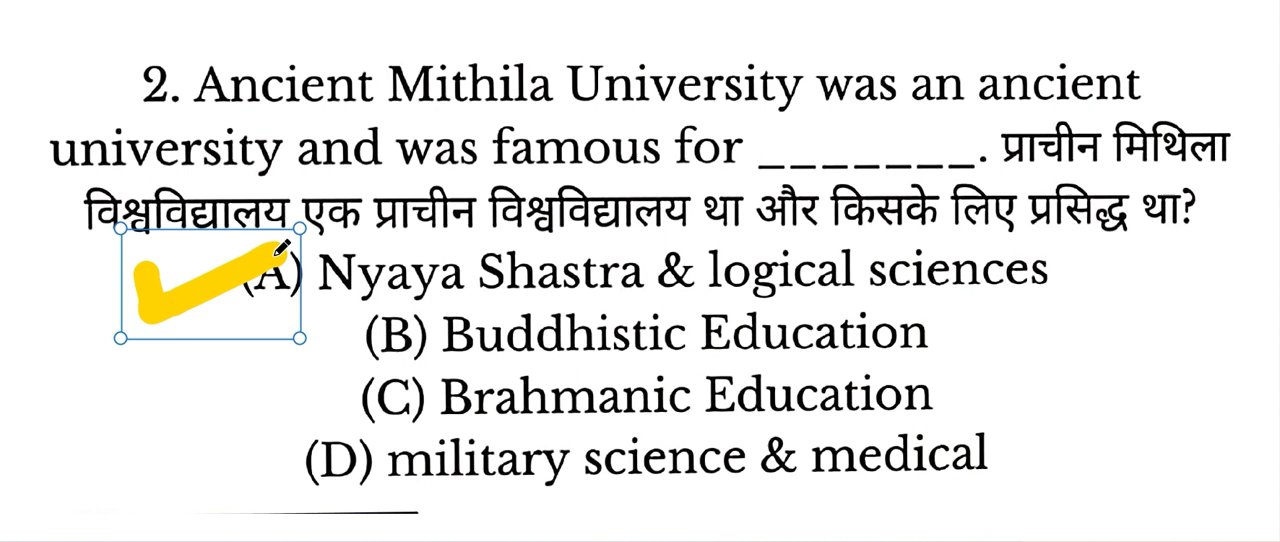 2. Ancient Mithila University was an ancient
university and was famous for _______. प्राचीन मिथिला
विश्वविद्यालय एक प्राचीन विश्वविद्यालय था और किसके लिए प्रसिद्ध था?
(A) Nyaya Shastra & logical sciences
(B) Buddhistic Education
(C) Brahmanic Education
(D) military science & medical